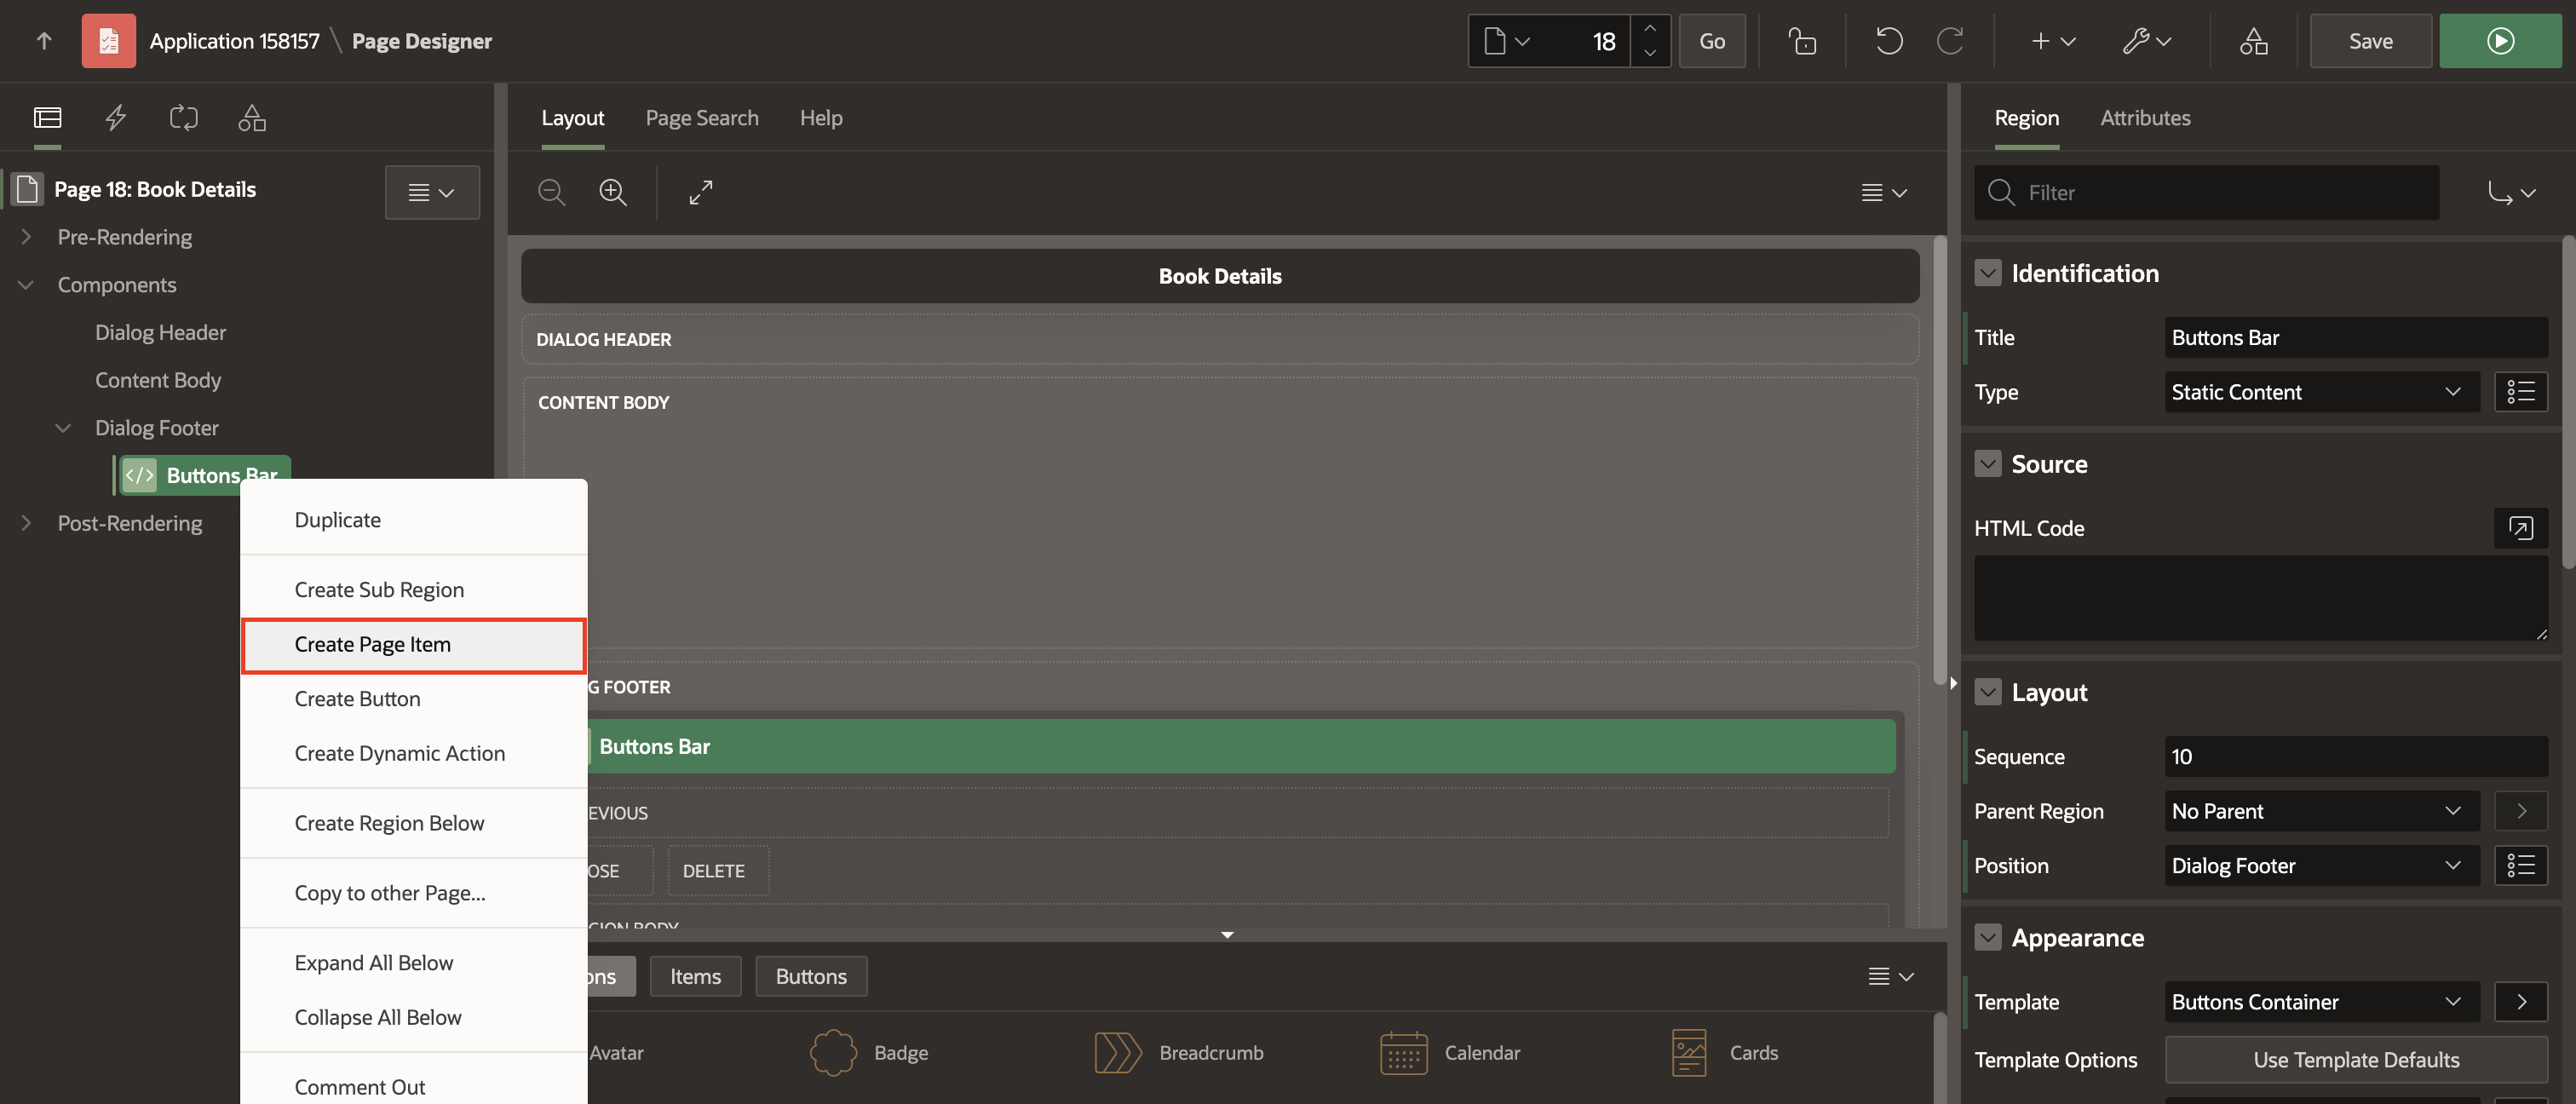 Application 158157 \ Page Designer
18
Go
Save
Layout
Page Search
Help
Region
Attributes
Page 18: Book Details
Pre-Rendering
Components
Dialog Header
Content Body
Dialog Footer
</> Buttons Bar
Post-Rendering
Duplicate
Create Sub Region
Create Page Item
Create Button
Create Dynamic Action
Create Region Below
Copy to other Page...
Expand All Below
Collapse All Below
Comment Out
Book Details
DIALOG HEADER
CONTENT BODY
G FOOTER
Buttons Bar
EVIOUS
OSE
DELETE
GION BODY
ons
Items
Buttons
Avatar
Badge
Breadcrumb
Calendar
Cards
Filter
Identification
Title
Buttons Bar
Type
Static Content
Source
HTML Code
Layout
Sequence
10
Parent Region
No Parent
Position
Dialog Footer
Appearance
Template
Buttons Container
Template Options
Use Template Defaults